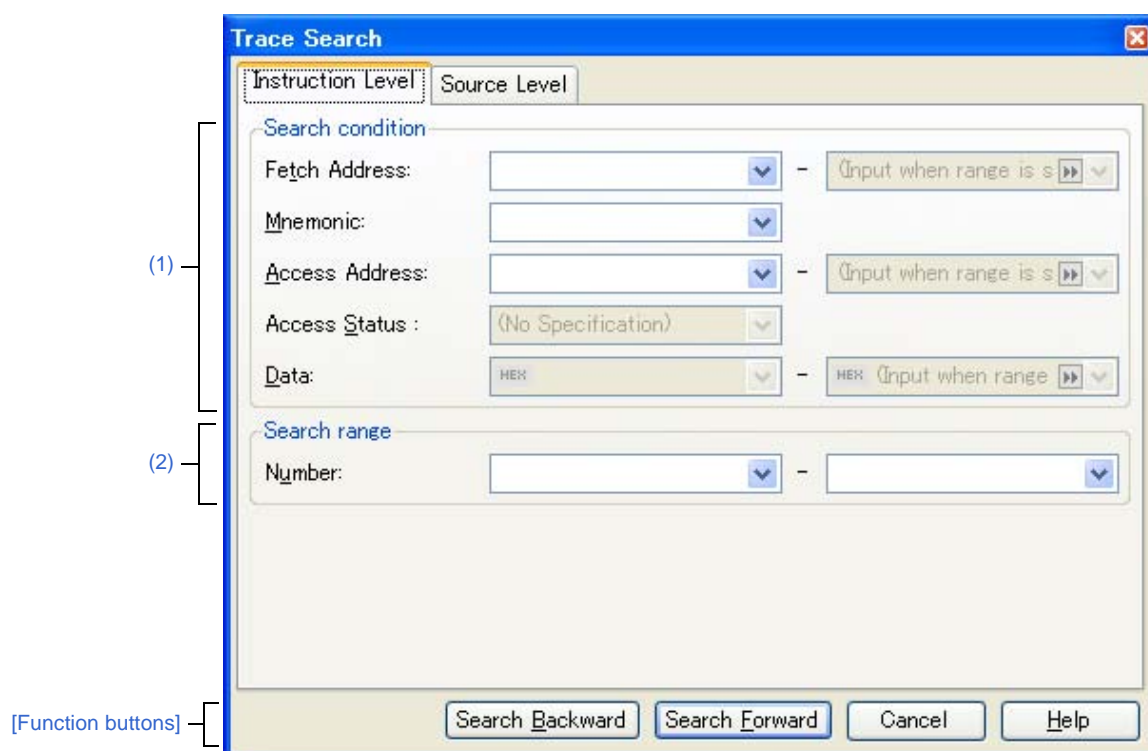 Trace Search
Instruction Level Source Level
Search condition
Fetch Address: - (Input when range is s
Mnemonic:
(1)
Access Address: - (Input when range is s
Access Status : (No Specification)
Data: HEX - HEX (Input when range
Search range
(2)
Number: -
[Function buttons]
Search Backward Search Forward Cancel Help